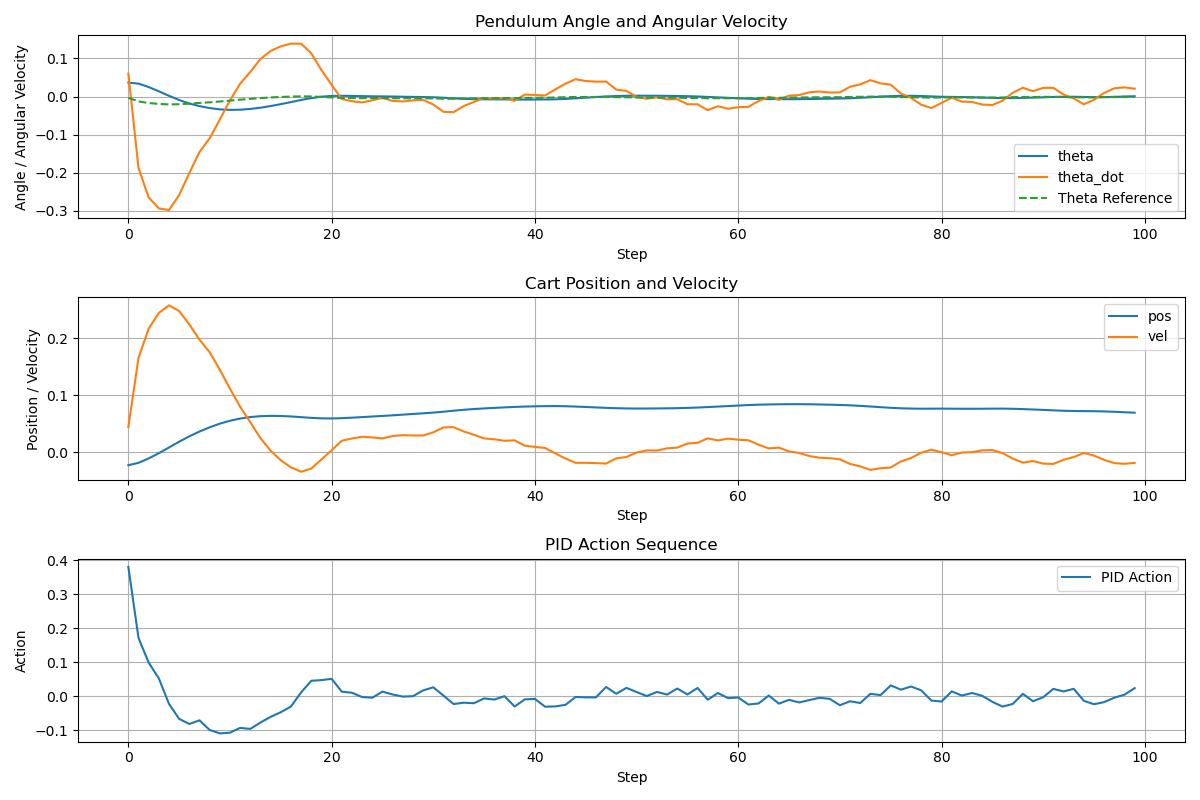 Pendulum Angle and Angular Velocity
Angle / Angular Velocity
0.1
0.0
−0.1
−0.2
−0.3
theta
theta_dot
Theta Reference
0 20 40 60 80 100
Step
Cart Position and Velocity
Position / Velocity
0.2
0.1
0.0
pos
vel
0 20 40 60 80 100
Step
PID Action Sequence
Action
0.4
0.3
0.2
0.1
0.0
−0.1
PID Action
0 20 40 60 80 100
Step